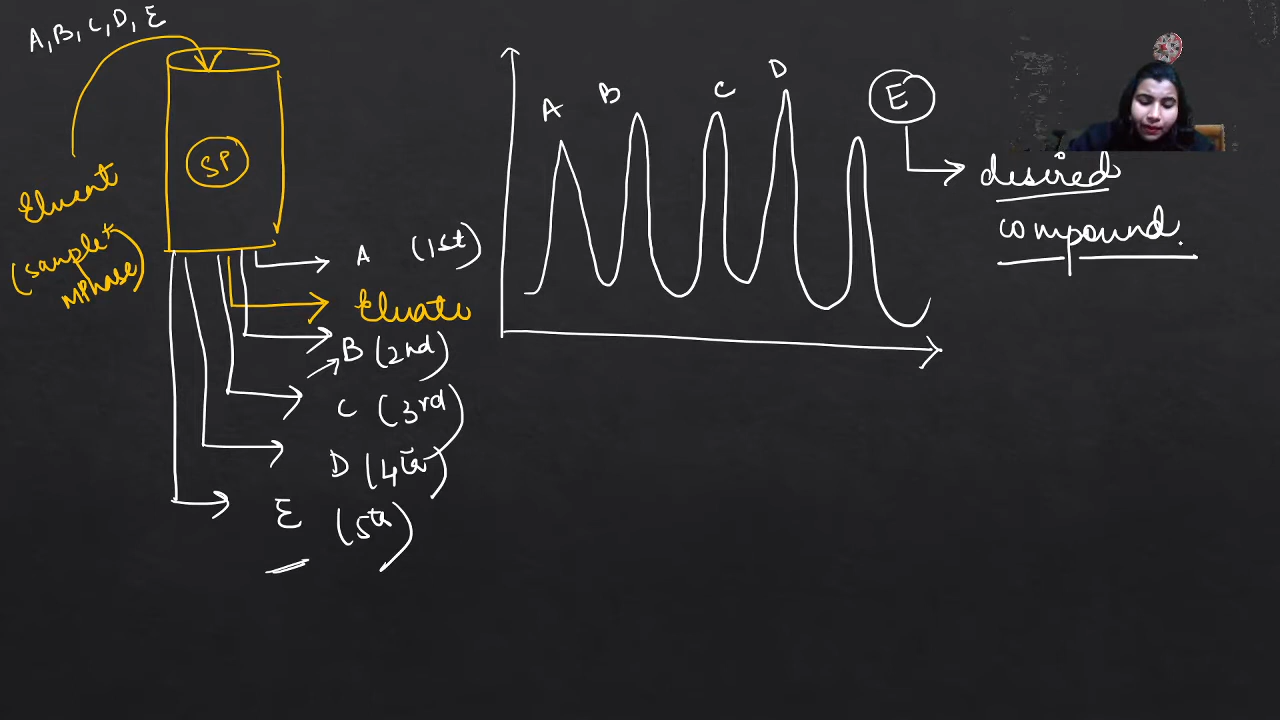 A, B, C, D, E
SP
Eluent
(sample +
MPhase)
A (1st)
Eluate
B (2nd)
C (3rd)
D (4th)
E (5th)
A B C D E
desired
compound.